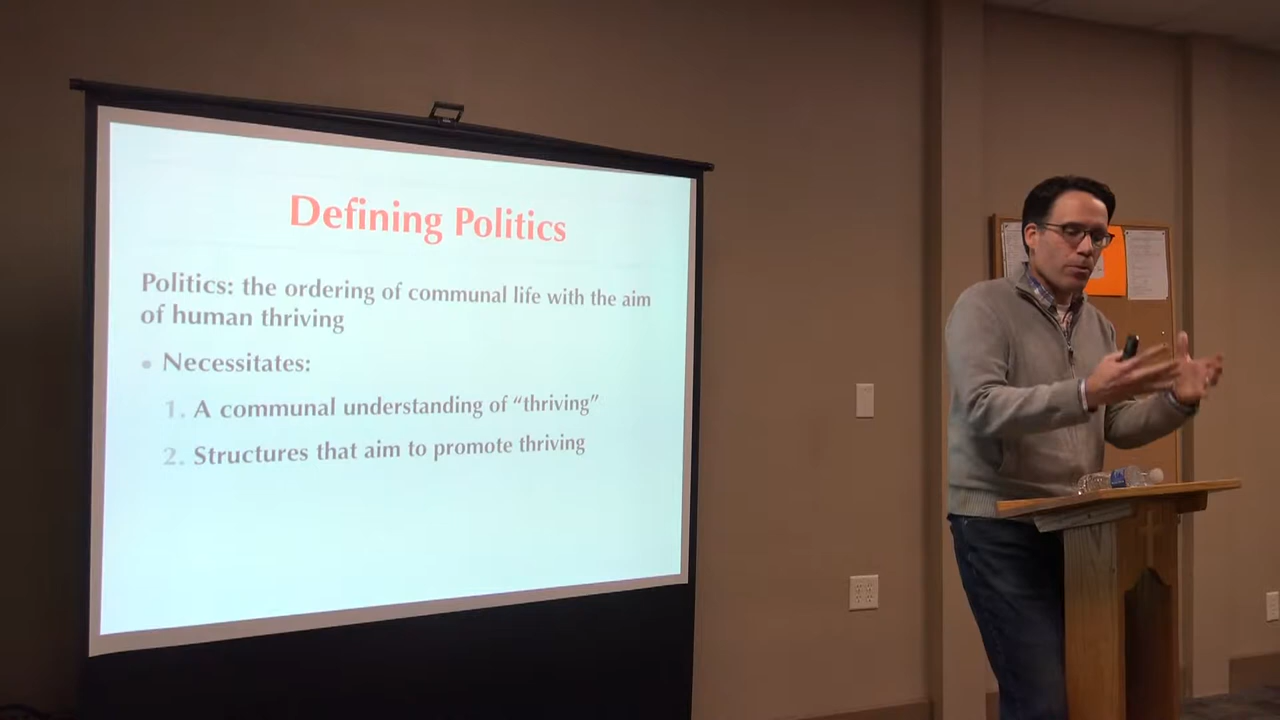 Defining Politics
Politics: the ordering of communal life with the aim
of human thriving
• Necessitates:
1. A communal understanding of “thriving”
2. Structures that aim to promote thriving